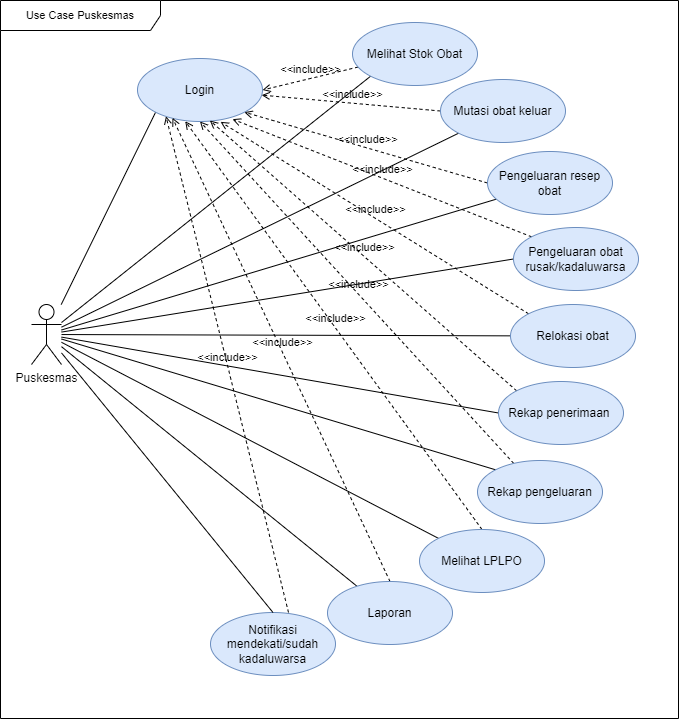 Use Case Puskesmas
Melihat Stok Obat
<<include>>
Login
<<include>>
Mutasi obat keluar
<<include>>
Pengeluaran resep
obat
<<include>>
<<include>>
Pengeluaran obat
rusak/kadaluwarsa
<<include>>
<<include>>
<<include>>
Relokasi obat
<<include>>
<<include>>
Puskesmas
Rekap penerimaan
Rekap pengeluaran
Melihat LPLPO
Laporan
Notifikasi
mendekati/sudah
kadaluwarsa